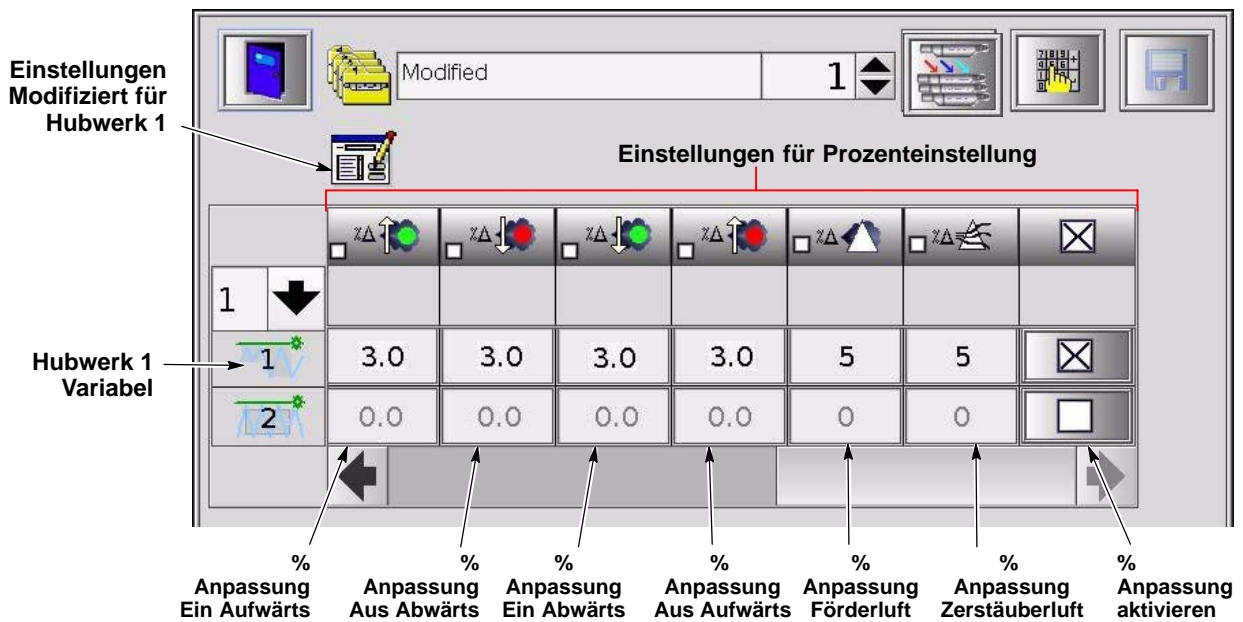 Einstellungen
Modifiziert für
Hubwerk 1
Modified 1
Einstellungen für Prozenteinstellung
%Δ %Δ %Δ %Δ %Δ %Δ
1
Hubwerk 1
Variabel
1 3.0 3.0 3.0 3.0 5 5
2 0.0 0.0 0.0 0.0 0 0
%
Anpassung
Ein Aufwärts
%
Anpassung
Aus Abwärts
%
Anpassung
Ein Abwärts
%
Anpassung
Aus Aufwärts
%
Anpassung
Förderluft
%
Anpassung
Zerstäuberluft
%
Anpassung
aktivieren